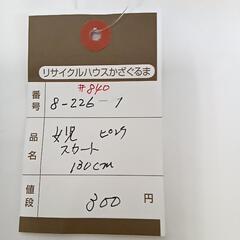 リサイクルハウスかざぐるま
#840
番号 8-226-1
品名 女児 ピンク
スカート
130cm
値段 300 円